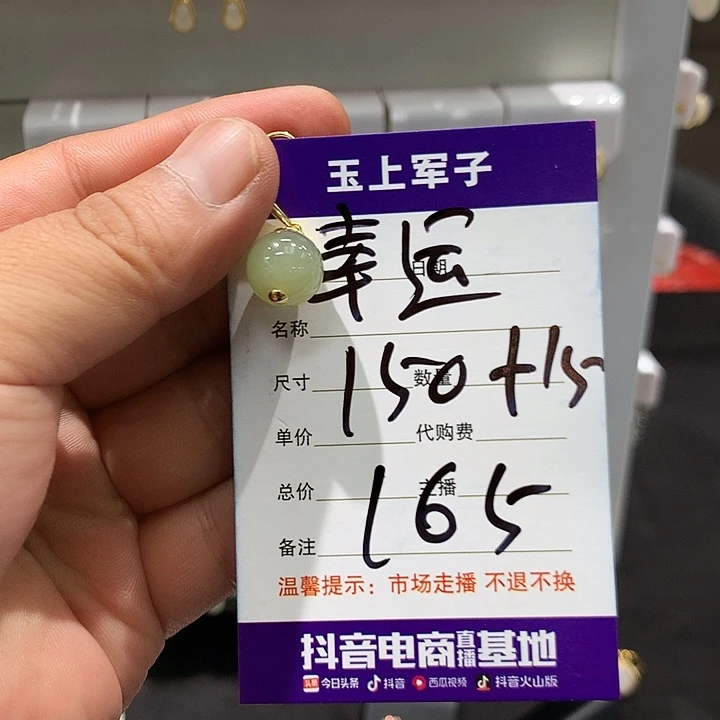 玉上军子
幸运
日期
名称
150+15
尺寸 数量
单价 代购费
165
总价 主播
备注
温馨提示：市场走播 不退不换
抖音电商直播基地
头条 今日头条 抖音 西瓜视频 抖音火山版